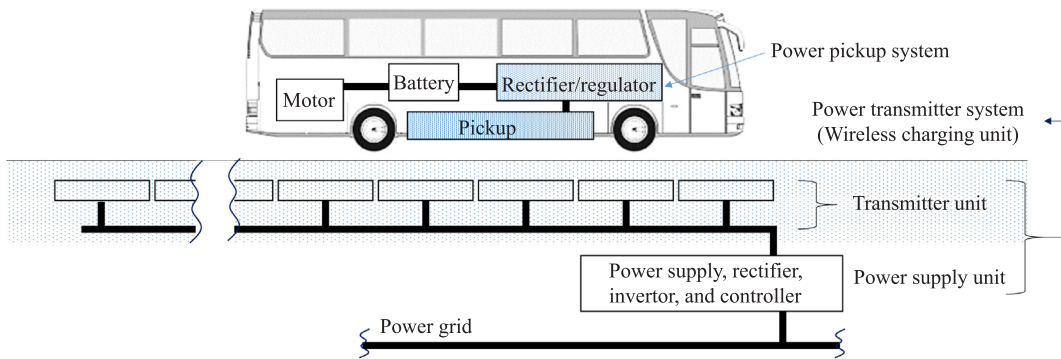 Power pickup system
Battery
Rectifier/regulator
Motor
Pickup
Power transmitter system
(Wireless charging unit)
Transmitter unit
Power supply, rectifier,
invertor, and controller
Power supply unit
Power grid